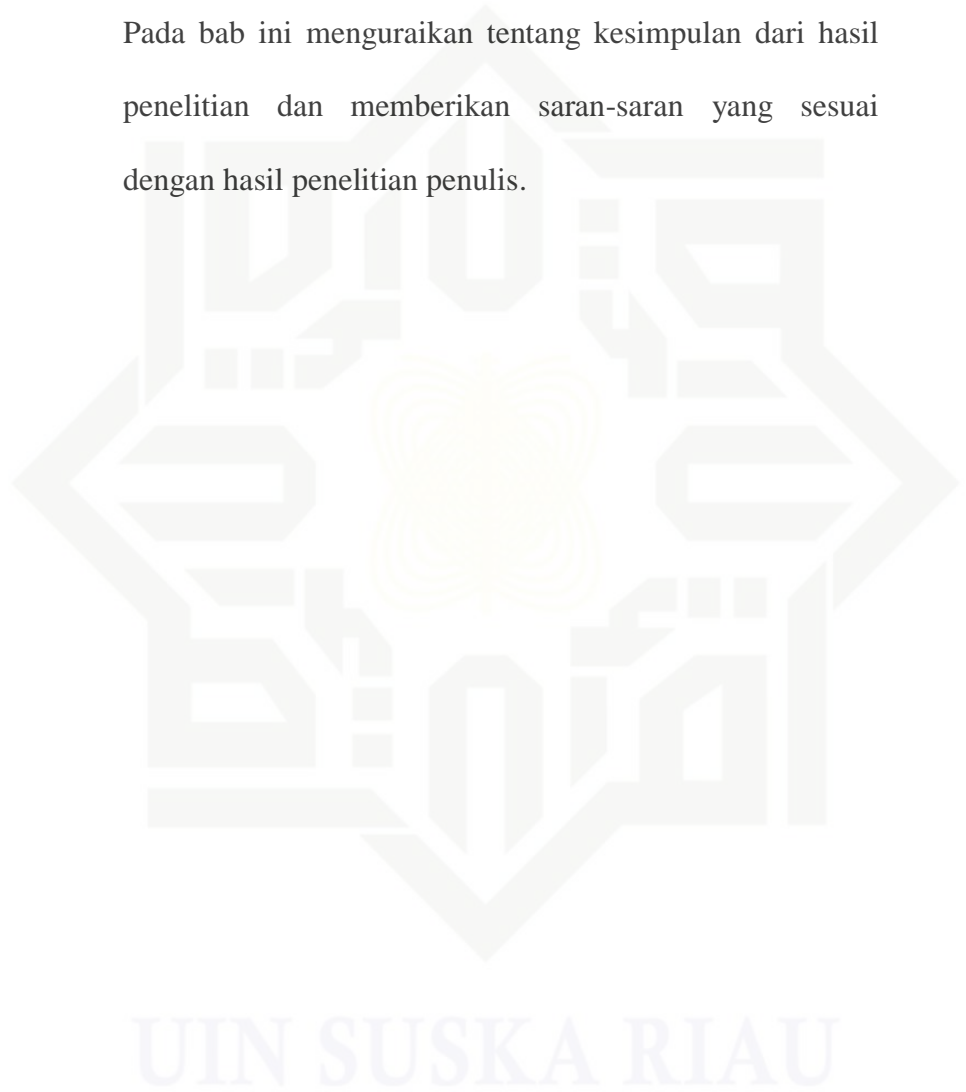 Pada bab ini menguraikan tentang kesimpulan dari hasil
penelitian dan memberikan saran-saran yang sesuai
dengan hasil penelitian penulis.
UIN SUSKA RIAU